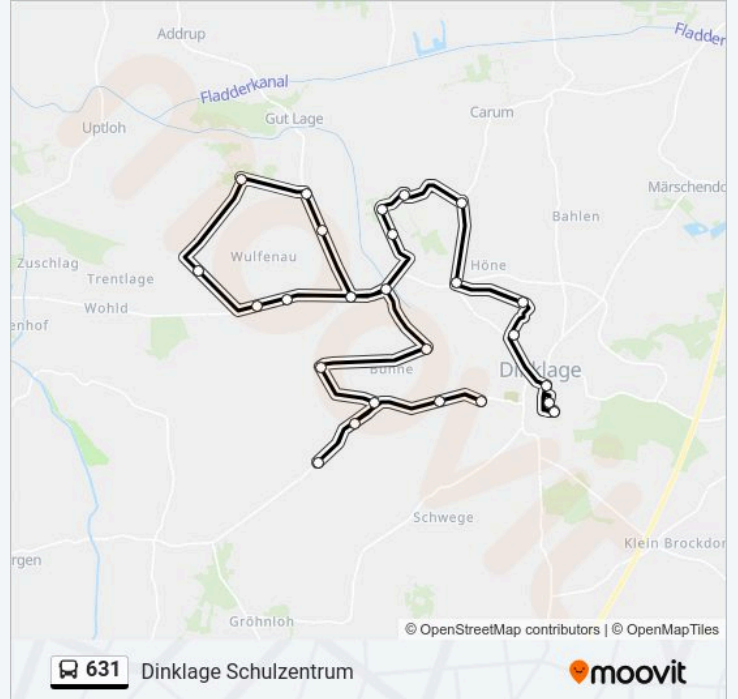 Addrup
Fladder
Fladderkanal
Uptloh
Gut Lage
Carum
Märschendo
Bahlen
Wulfenau
Höne
Zuschlag
Trentlage
Wohld
enhof
Bünne
Dinklage
Schwege
Klein Brockdor
rgen
Gröhnloh
© OpenStreetMap contributors | © OpenMapTiles
631 Dinklage Schulzentrum
moovit
moovit